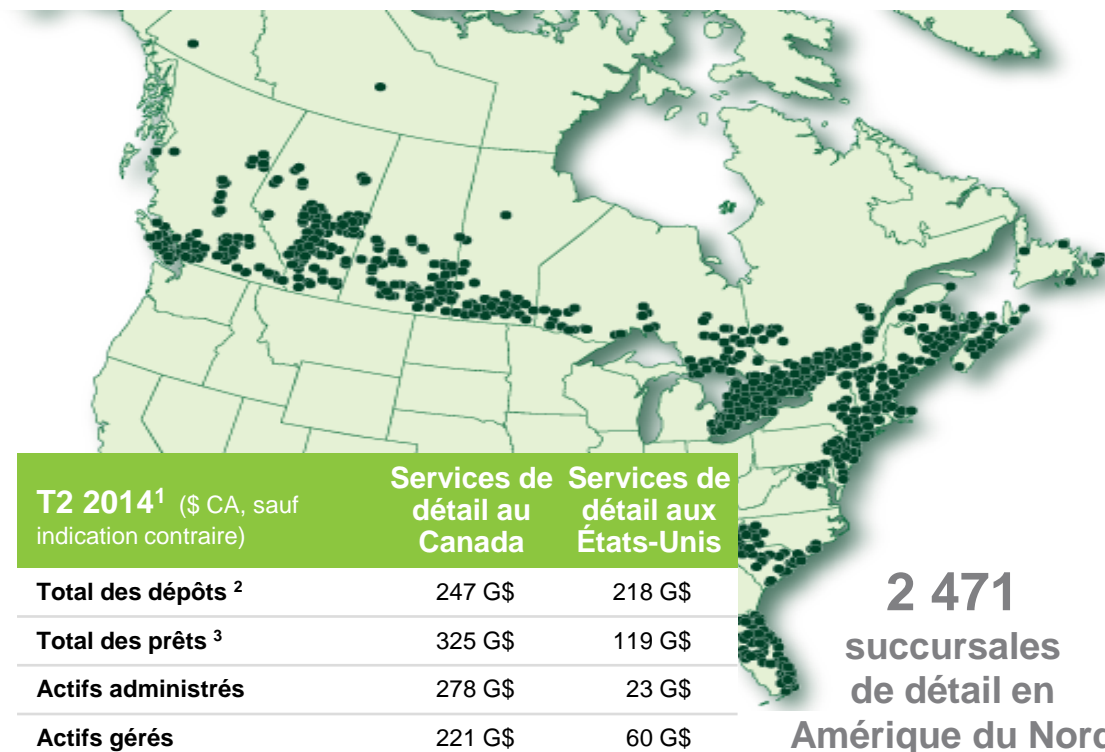 T2 2014¹ ($ CA, sauf indication contraire) Services de détail au Canada Services de détail aux États-Unis
Total des dépôts ² 247 G$ 218 G$
Total des prêts ³ 325 G$ 119 G$
Actifs administrés 278 G$ 23 G$
Actifs gérés 221 G$ 60 G$
2 471
succursales
de détail en
Amérique du Nord